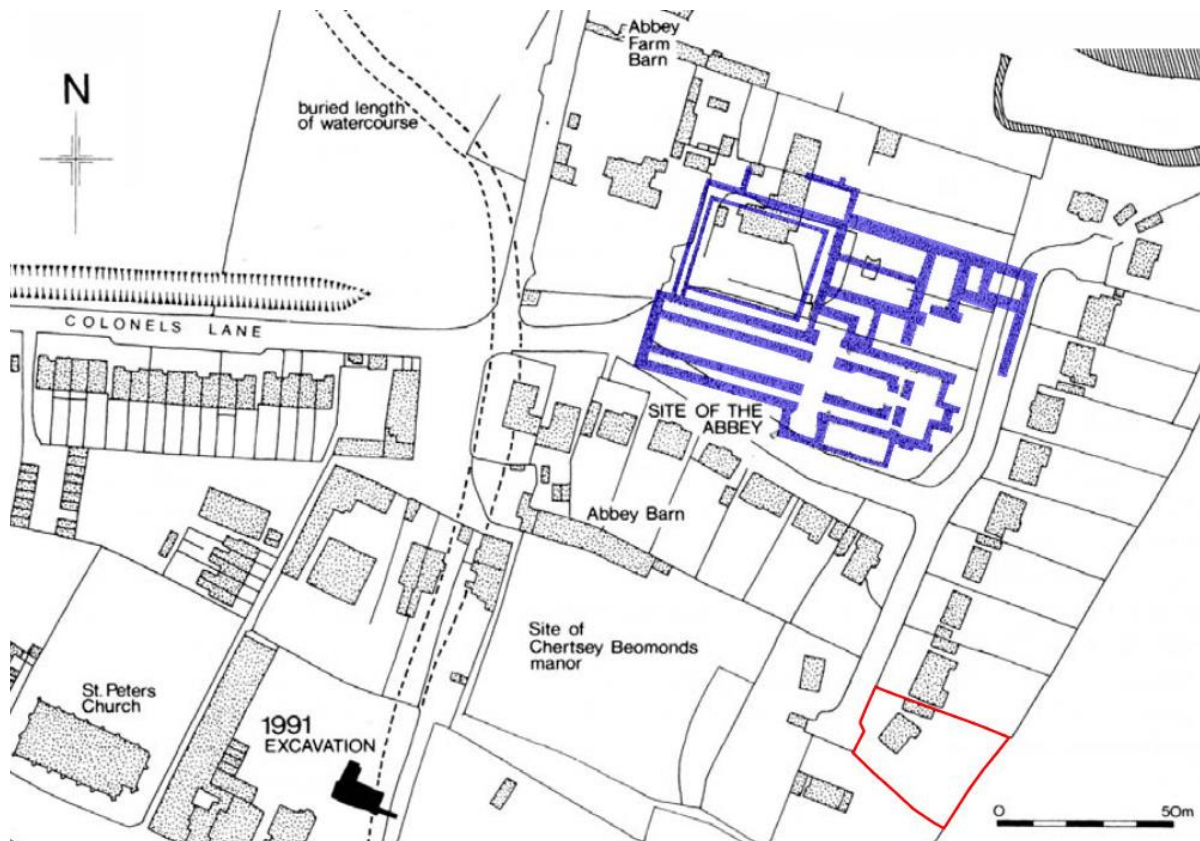 Abbey
Farm
Barn
N
buried length
of watercourse
COLONELS LANE
SITE OF THE
ABBEY
Abbey Barn
Site of
Chertsey Beomonds
manor
St. Peters
Church
1991
EXCAVATION
0 50m